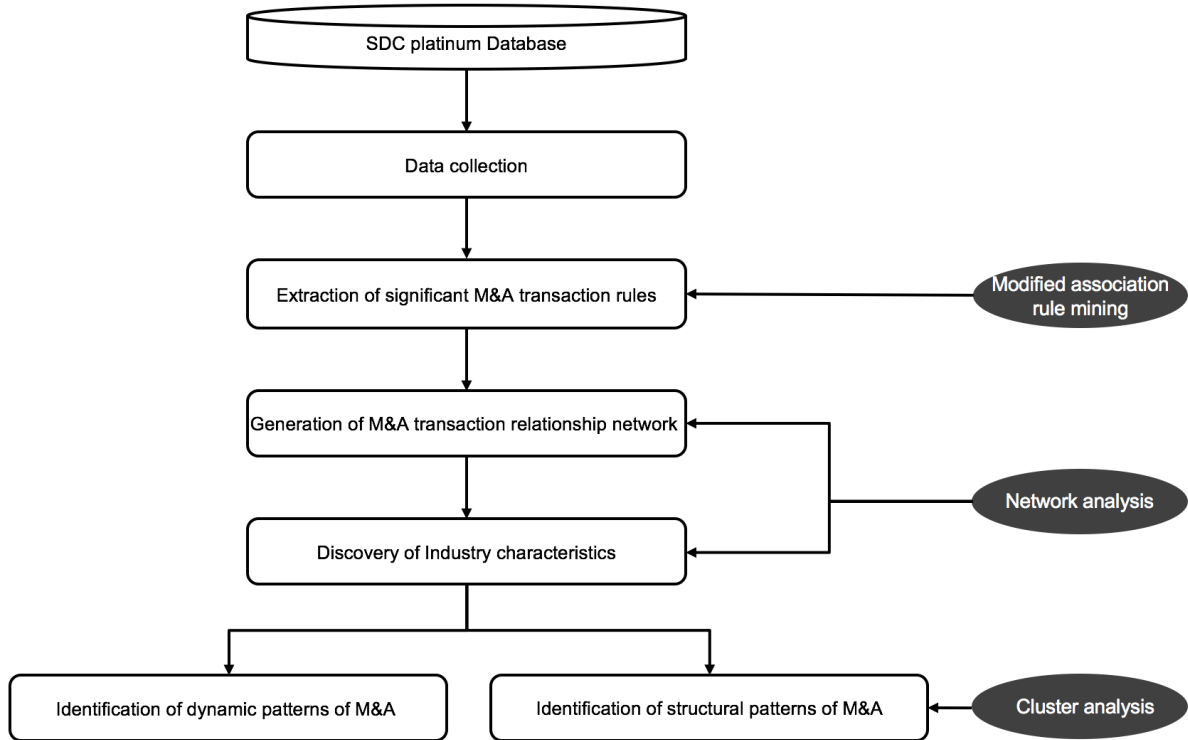 SDC platinum Database
Data collection
Extraction of significant M&A transaction rules
Modified association
rule mining
Generation of M&A transaction relationship network
Network analysis
Discovery of Industry characteristics
Identification of dynamic patterns of M&A
Identification of structural patterns of M&A
Cluster analysis